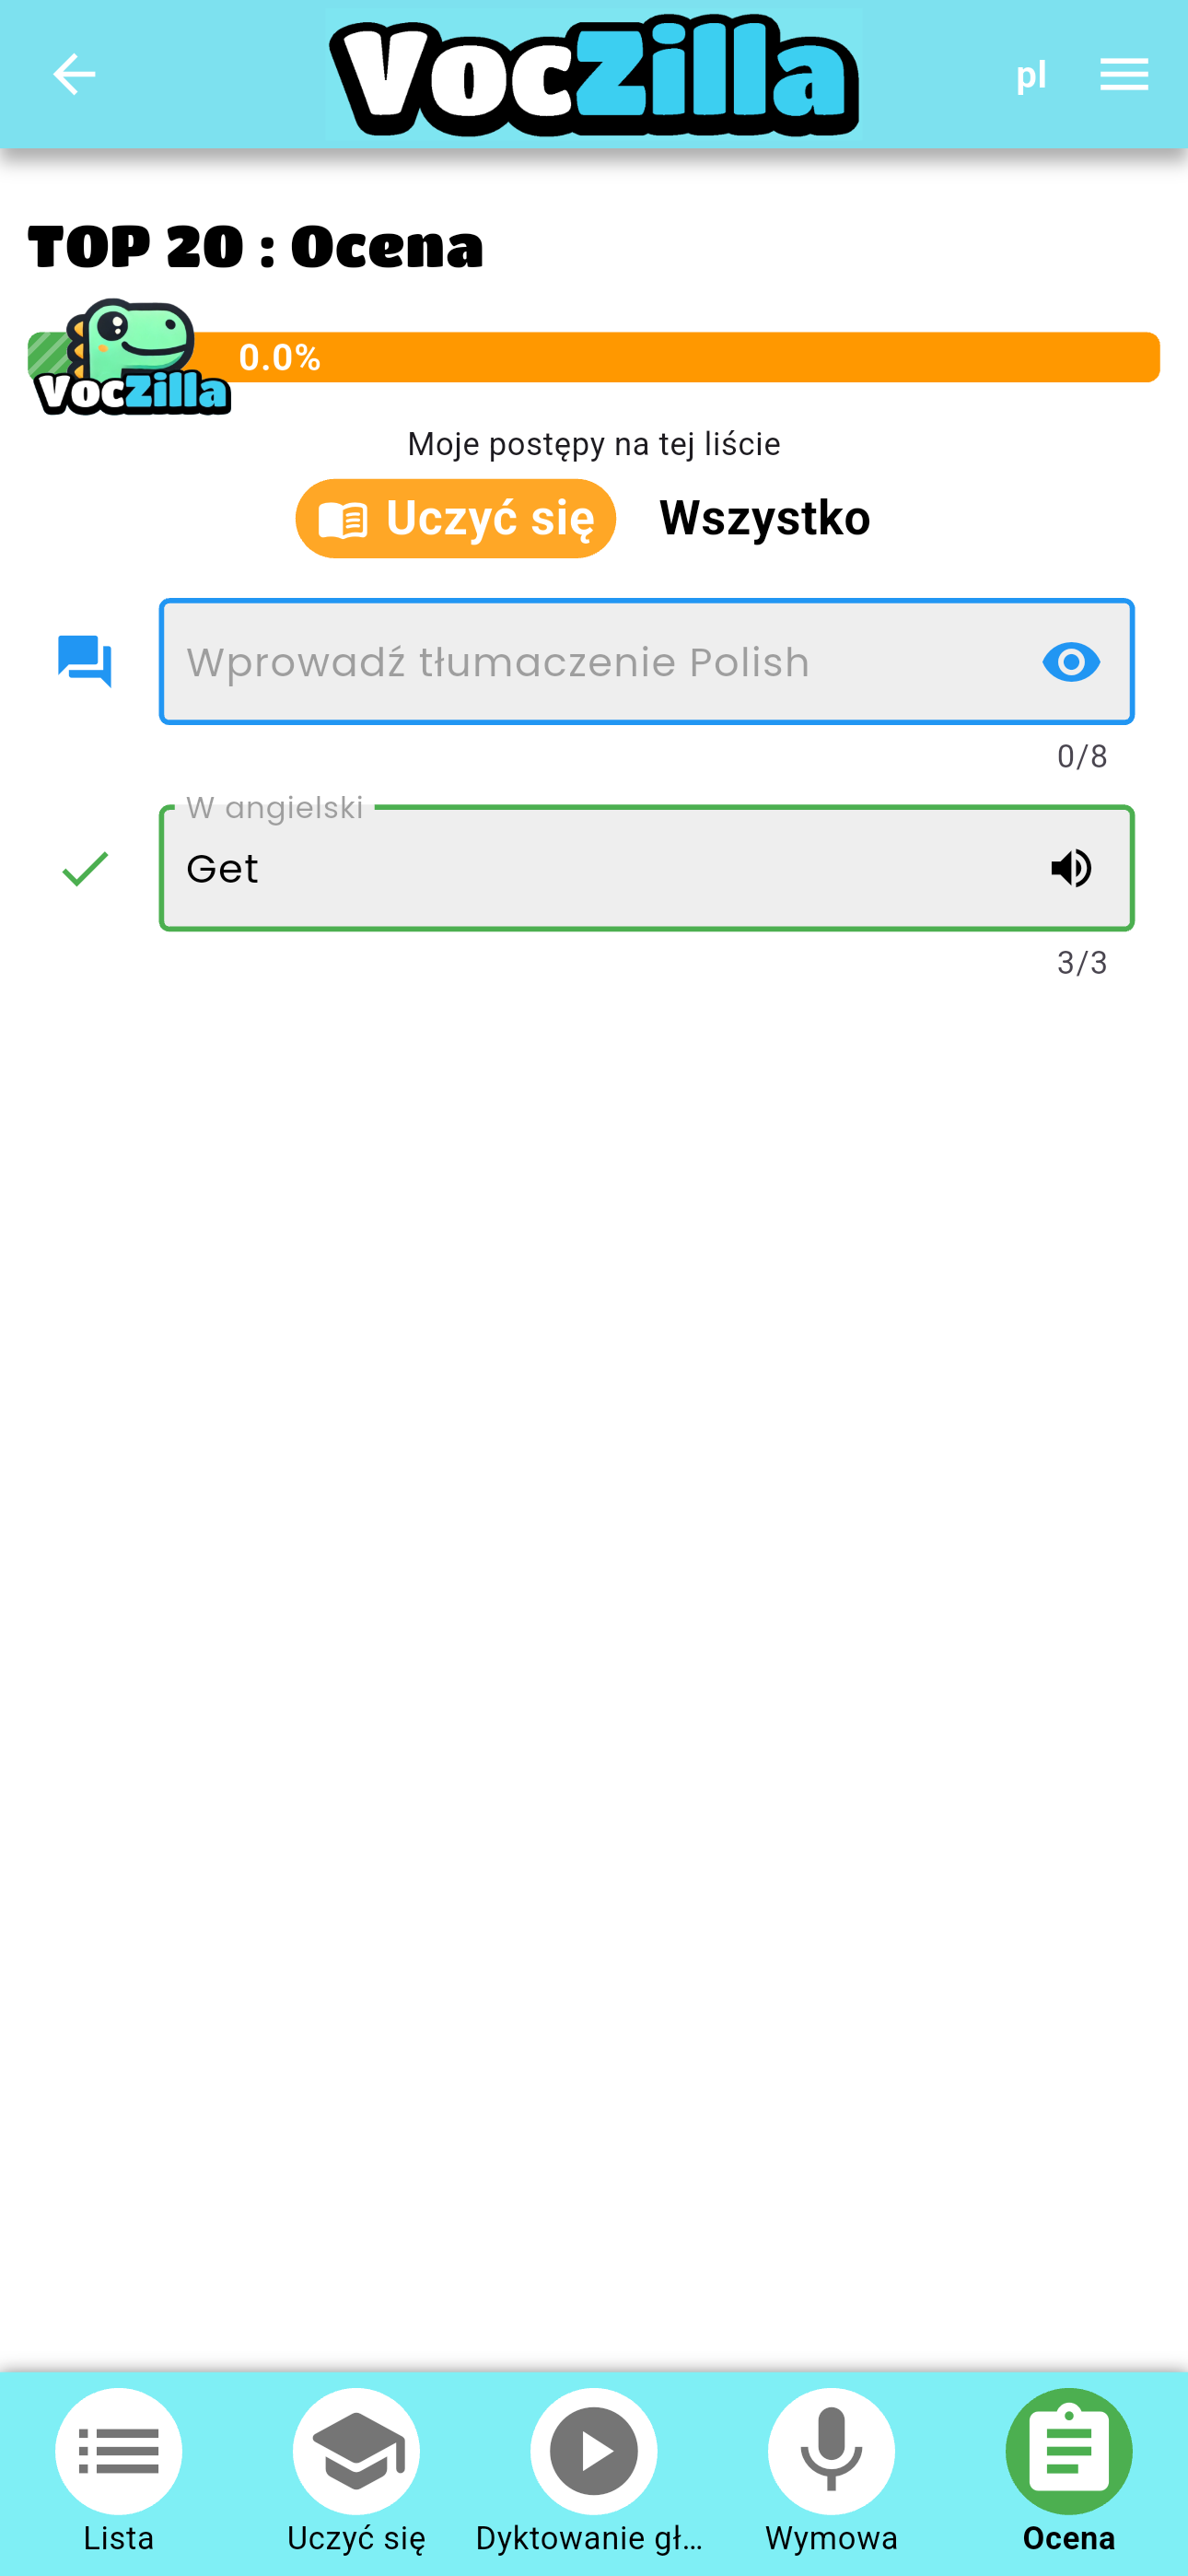 VocZilla
pl
TOP 20 : Ocena
0.0%
VocZilla
Moje postępy na tej liście
Uczyć się Wszystko
Wprowadź tłumaczenie Polish
0/8
W angielski
Get
3/3
Lista Uczyć się Dyktowanie gł... Wymowa Ocena